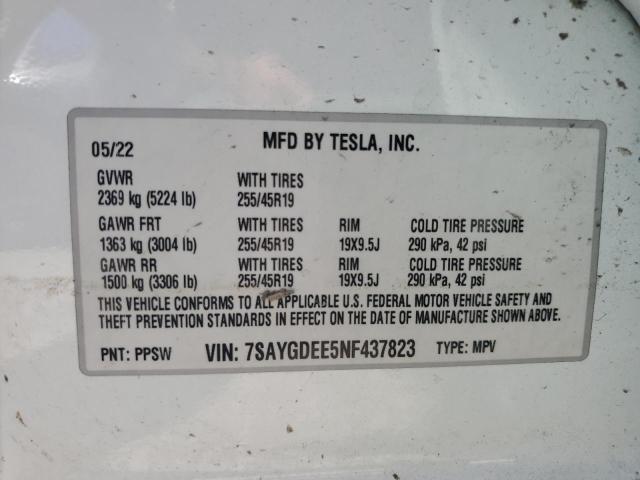 05/22 MFD BY TESLA, INC.
GVWR WITH TIRES
2369 kg (5224 lb) 255/45R19
GAWR FRT WITH TIRES RIM COLD TIRE PRESSURE
1363 kg (3004 lb) 255/45R19 19X9.5J 290 kPa, 42 psi
GAWR RR WITH TIRES RIM COLD TIRE PRESSURE
1500 kg (3306 lb) 255/45R19 19X9.5J 290 kPa, 42 psi
THIS VEHICLE CONFORMS TO ALL APPLICABLE U.S. FEDERAL MOTOR VEHICLE SAFETY AND
THEFT PREVENTION STANDARDS IN EFFECT ON THE DATE OF MANUFACTURE SHOWN ABOVE.
PNT: PPSW VIN: 7SAYGDEE5NF437823 TYPE: MPV